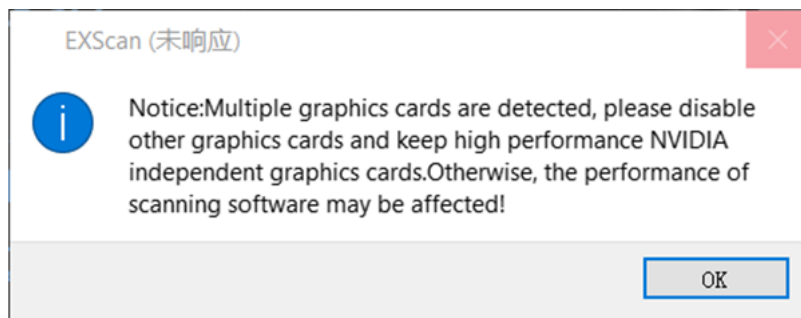 EXScan (未响应)
Notice:Multiple graphics cards are detected, please disable
other graphics cards and keep high performance NVIDIA
independent graphics cards.Otherwise, the performance of
scanning software may be affected!
OK